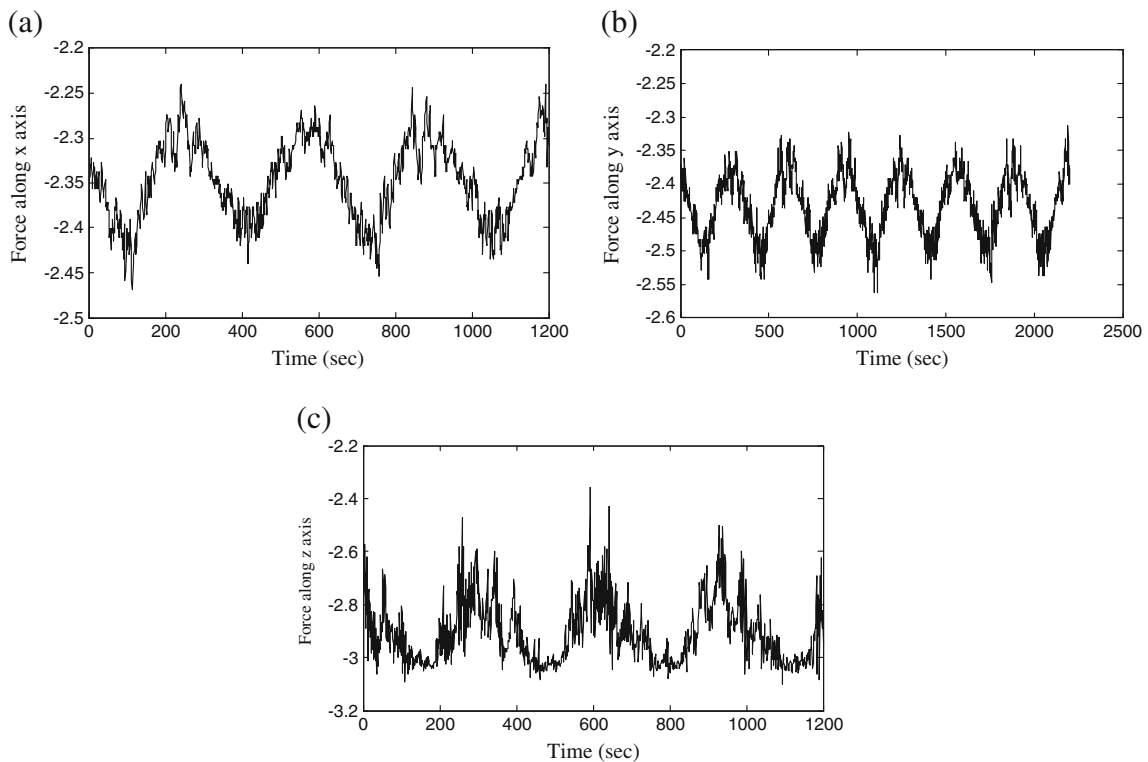 (a)
-2.2
-2.25
-2.3
-2.35
-2.4
-2.45
-2.5
0 200 400 600 800 1000 1200
Force along x axis
Time (sec)
(b)
-2.2
-2.25
-2.3
-2.35
-2.4
-2.45
-2.5
-2.55
-2.6
0 500 1000 1500 2000 2500
Force along y axis
Time (sec)
(c)
-2.2
-2.4
-2.6
-2.8
-3
-3.2
0 200 400 600 800 1000 1200
Force along z axis
Time (sec)